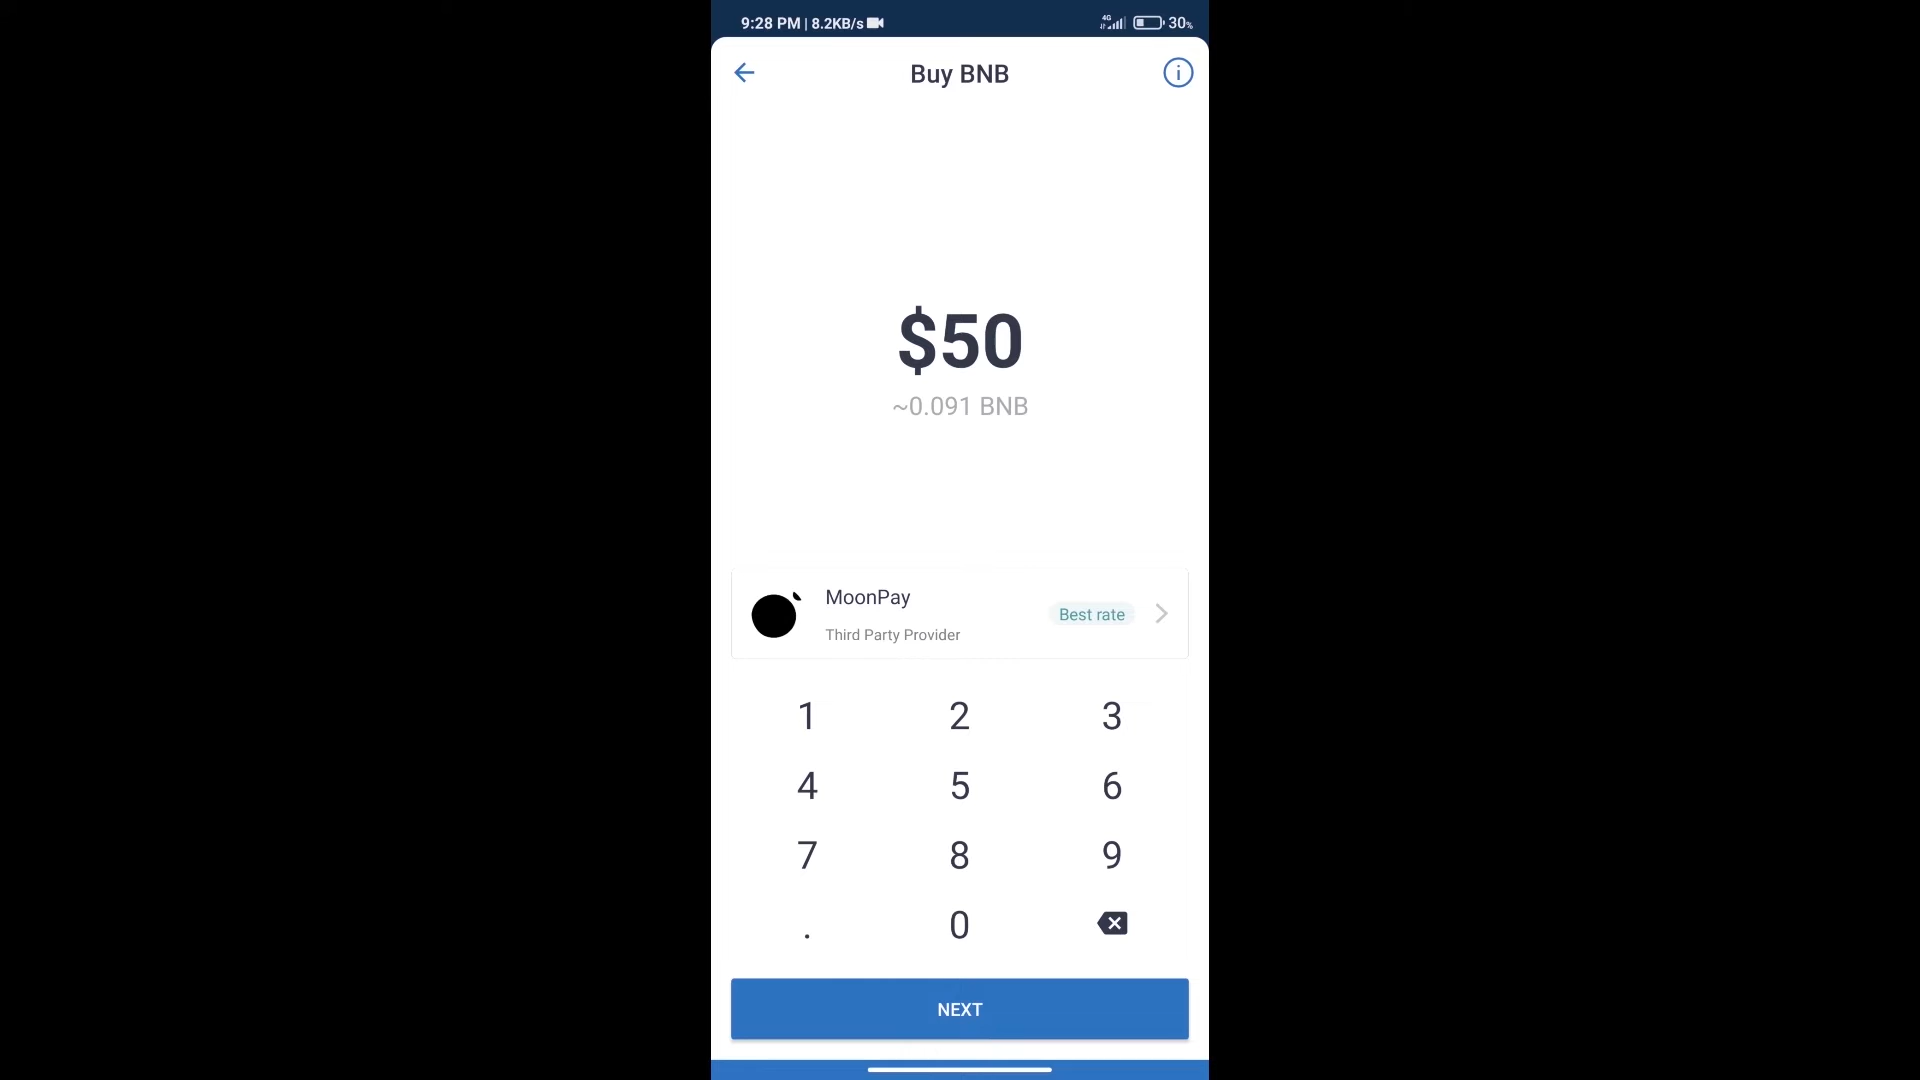 9:28 PM | 8.2KB/s 4G 30%
Buy BNB
$50
~0.091 BNB
MoonPay
Best rate
Third Party Provider
1 2 3
4 5 6
7 8 9
. 0
NEXT